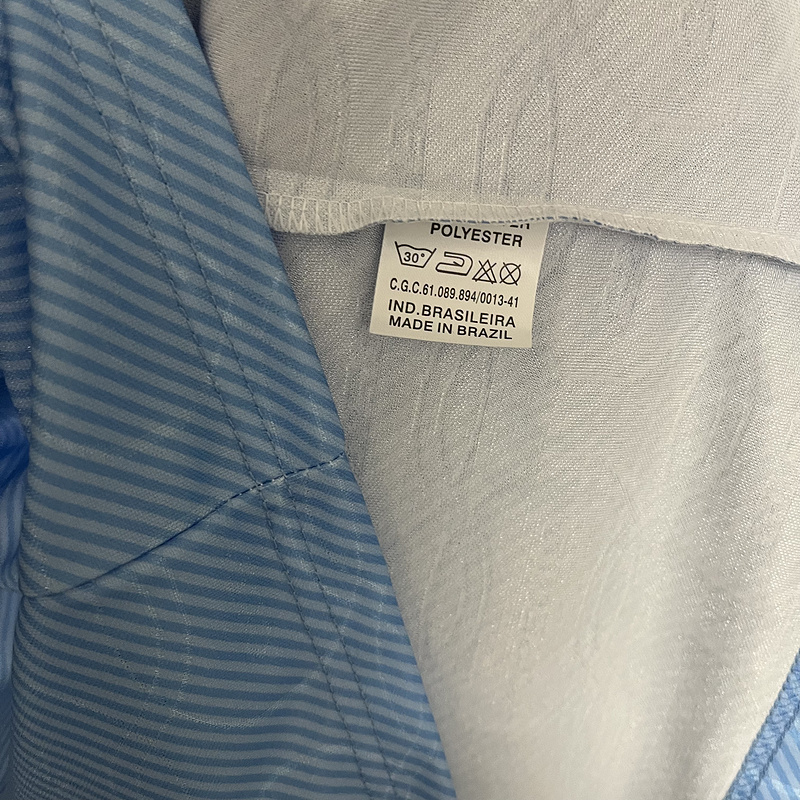 POLYESTER
30°
C.G.C.61.089.894/0013-41
IND.BRASILEIRA
MADE IN BRAZIL